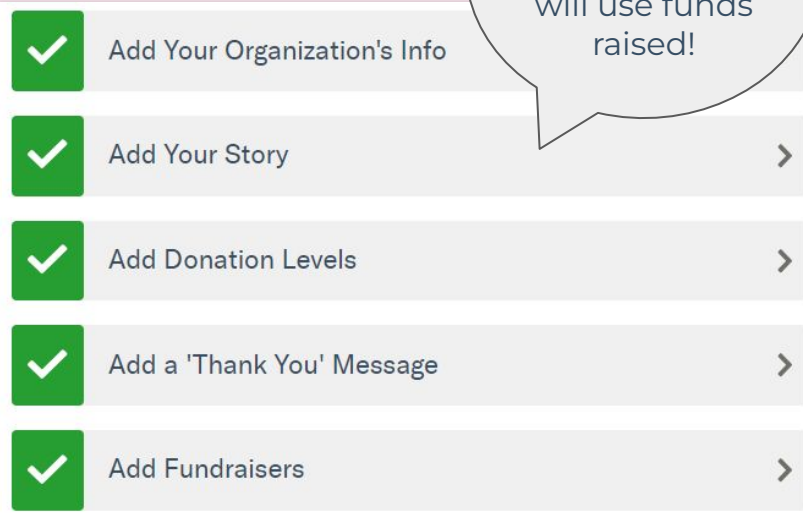 will use funds
raised!
Add Your Organization's Info
Add Your Story
Add Donation Levels
Add a 'Thank You' Message
Add Fundraisers